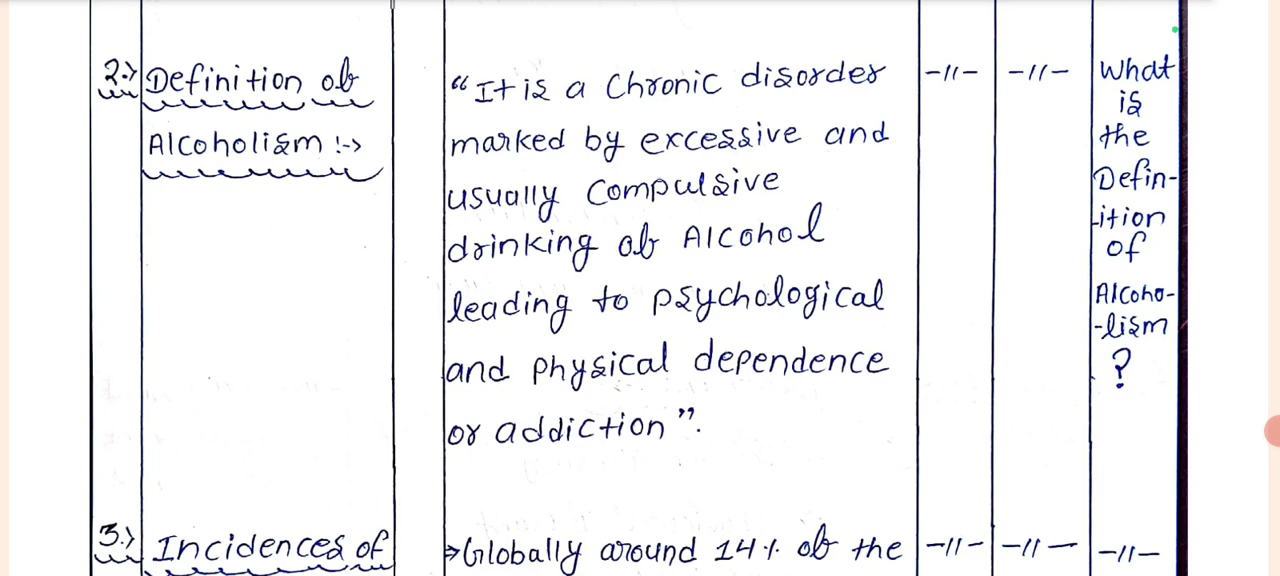 2.→ Definition of
Alcoholism :->
"It is a Chronic disorder
marked by excessive and
usually Compulsive
drinking of Alcohol
leading to psychological
and physical dependence
or addiction".
-11-
-11-
What
is
the
Defin-
-ition
of
Alcoho-
-lism
?
3.) Incidences of
→ Globally around 14% of the
-11-
-11-
-11-